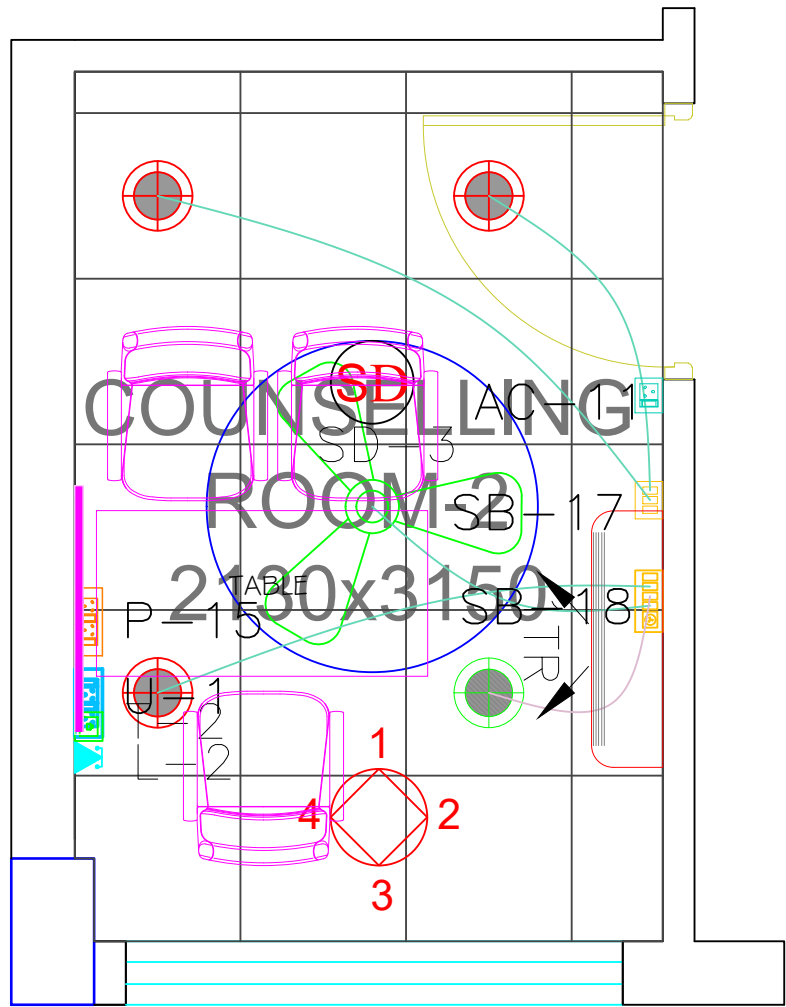 SD
COUNSELLING
AC-11
SD-3
ROOM-2
SB-17
TABLE
2130x3150
P-15
SB-18
TR
U-1
L-2
L-2
1
4
2
3